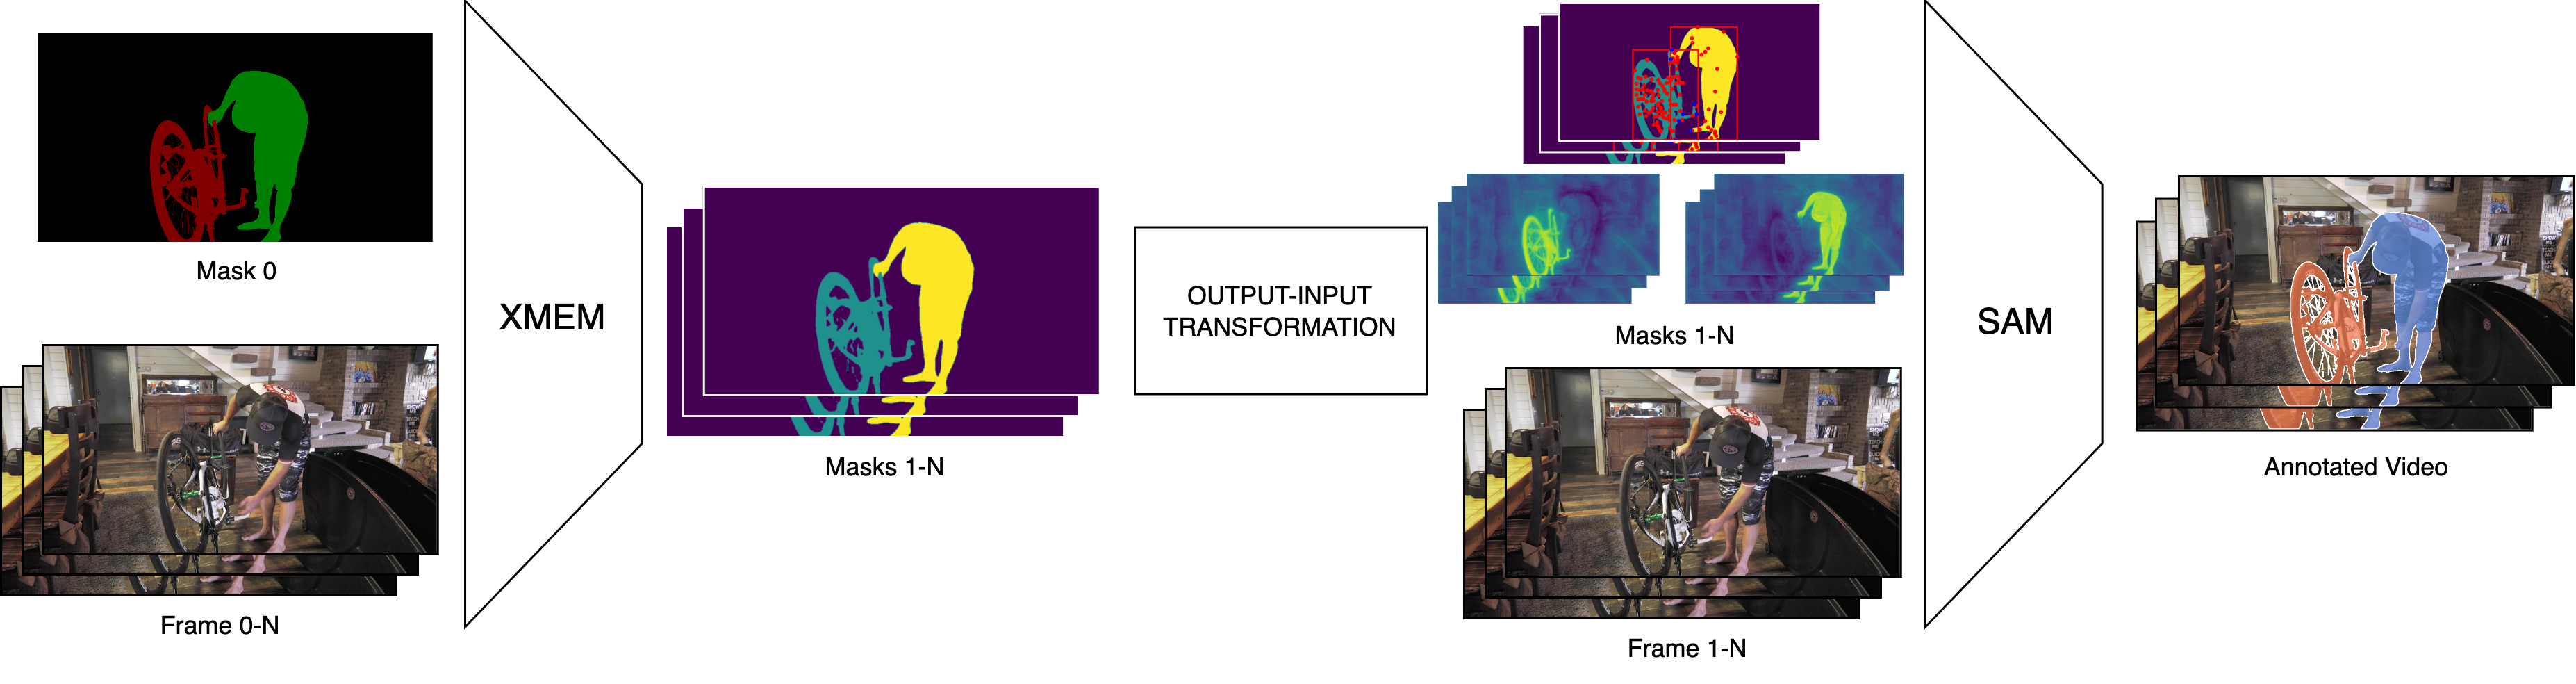 Mask 0
Frame 0-N
XMEM
Masks 1-N
OUTPUT-INPUT
TRANSFORMATION
Masks 1-N
Frame 1-N
SAM
Annotated Video